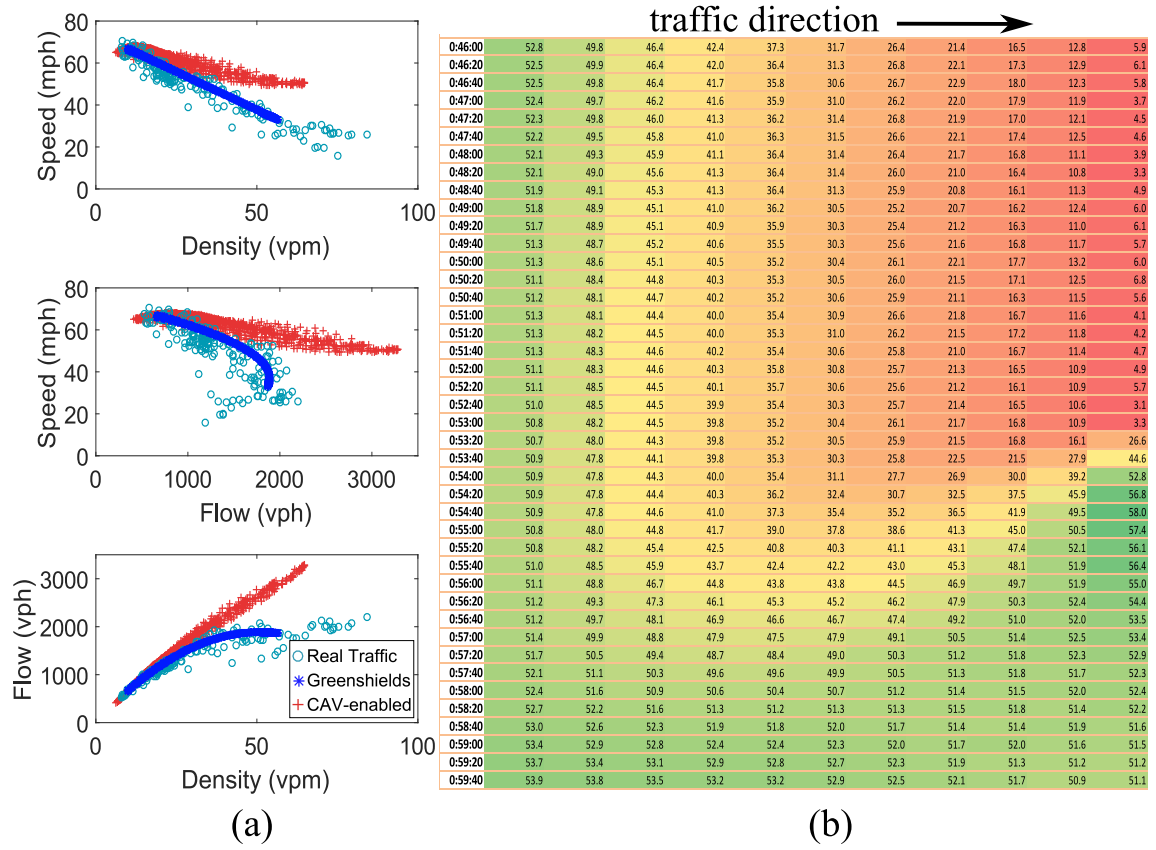 80
60
40
20
0
Speed (mph)
0
50
100
Density (vpm)
80
60
40
20
0
Speed (mph)
1000
2000
3000
Flow (vph)
3000
2000
1000
0
Flow (vph)
Real Traffic
Greenshields
CAV-enabled
0
50
100
Density (vpm)
(a)
traffic direction
0:46:00 52.8 49.8 46.4 42.4 37.3 31.7 26.4 21.4 16.5 12.8 5.9
0:46:20 52.5 49.9 46.4 42.0 36.4 31.3 26.8 22.1 17.3 12.9 6.1
0:46:40 52.5 49.8 46.4 41.7 35.8 30.6 26.7 22.9 18.0 12.3 5.8
0:47:00 52.4 49.7 46.2 41.6 35.9 31.0 26.2 22.0 17.9 11.9 3.7
0:47:20 52.3 49.8 46.0 41.3 36.2 31.4 26.8 21.9 17.0 12.1 4.5
0:47:40 52.2 49.5 45.8 41.0 36.3 31.5 26.6 22.1 17.4 12.5 4.6
0:48:00 52.1 49.3 45.9 41.1 36.4 31.4 26.4 21.7 16.8 11.1 3.9
0:48:20 52.1 49.0 45.6 41.3 36.4 31.4 26.3 21.0 16.4 10.8 3.3
0:48:40 51.9 49.1 45.3 41.3 36.4 31.3 25.9 20.8 16.1 11.3 4.9
0:49:00 51.8 48.9 45.1 41.0 36.2 30.5 25.2 20.7 16.2 12.4 6.0
0:49:20 51.7 48.9 45.1 40.9 35.9 30.3 25.4 21.2 16.3 11.0 6.1
0:49:40 51.3 48.7 45.2 40.6 35.5 30.3 25.6 21.6 16.8 11.7 5.7
0:50:00 51.3 48.6 45.1 40.5 35.2 30.4 26.1 22.1 17.7 13.2 6.0
0:50:20 51.1 48.4 44.8 40.3 35.1 30.5 26.0 21.5 17.1 12.5 6.8
0:50:40 51.2 48.1 44.7 40.2 35.2 30.6 25.9 21.1 16.3 11.5 5.6
0:51:00 51.3 48.1 44.4 40.0 35.4 30.9 26.6 21.8 16.7 11.6 4.1
0:51:20 51.3 48.2 44.5 40.0 35.3 31.0 26.2 21.5 17.2 11.8 4.2
0:51:40 51.3 48.3 44.6 40.2 35.4 30.6 25.8 21.0 16.7 11.4 4.7
0:52:00 51.1 48.3 44.6 40.3 35.8 30.8 25.7 21.3 16.5 10.9 4.9
0:52:20 51.1 48.5 44.5 40.1 35.7 30.6 25.6 21.2 16.1 10.9 5.7
0:52:40 51.0 48.5 44.5 39.9 35.4 30.3 25.7 21.4 16.5 10.6 3.1
0:53:00 50.8 48.2 44.5 39.8 35.2 30.4 26.1 21.7 16.8 10.9 3.3
0:53:20 50.7 48.0 44.3 39.8 35.2 30.5 25.9 21.5 16.8 16.1 26.6
0:53:40 50.9 47.8 44.1 39.8 35.3 30.3 25.8 22.5 21.5 27.9 44.6
0:54:00 50.9 47.8 44.3 40.0 35.4 31.1 27.7 26.9 30.0 39.2 52.8
0:54:20 50.9 47.8 44.4 40.3 36.2 32.4 30.7 32.5 37.5 45.9 56.8
0:54:40 50.9 47.8 44.6 41.0 37.3 35.4 35.2 36.5 41.9 49.5 58.0
0:55:00 50.8 48.0 44.8 41.7 39.0 37.8 38.6 41.3 45.0 50.5 57.4
0:55:20 50.8 48.2 45.4 42.5 40.8 40.3 41.1 43.1 47.4 52.1 56.1
0:55:40 51.0 48.5 45.9 43.7 42.4 42.2 43.0 45.3 48.1 51.9 56.4
0:56:00 51.1 48.8 46.7 44.8 43.8 43.8 44.5 46.9 49.7 51.9 55.0
0:56:20 51.2 49.3 47.3 46.1 45.3 45.2 46.2 47.9 50.3 52.4 54.4
0:56:40 51.2 49.7 48.1 46.9 46.6 46.7 47.4 49.2 51.0 52.0 53.5
0:57:00 51.4 49.9 48.8 47.9 47.5 47.9 49.1 50.5 51.4 52.5 53.4
0:57:20 51.7 50.5 49.4 48.7 48.4 49.0 50.3 51.2 51.8 52.3 52.9
0:57:40 52.1 51.1 50.3 49.6 49.6 49.9 50.5 51.3 51.8 51.7 52.3
0:58:00 52.4 51.6 50.9 50.6 50.4 50.7 51.2 51.4 51.5 52.0 52.4
0:58:20 52.7 52.2 51.6 51.3 51.2 51.3 51.3 51.5 51.8 51.4 52.2
0:58:40 53.0 52.6 52.3 51.9 51.8 52.0 51.7 51.4 51.4 51.9 51.6
0:59:00 53.4 52.9 52.8 52.4 52.4 52.3 52.0 51.7 52.0 51.6 51.5
0:59:20 53.7 53.4 53.1 52.9 52.8 52.7 52.3 51.9 51.3 51.2 51.2
0:59:40 53.9 53.8 53.5 53.2 53.2 52.9 52.5 52.1 51.7 50.9 51.1
(b)